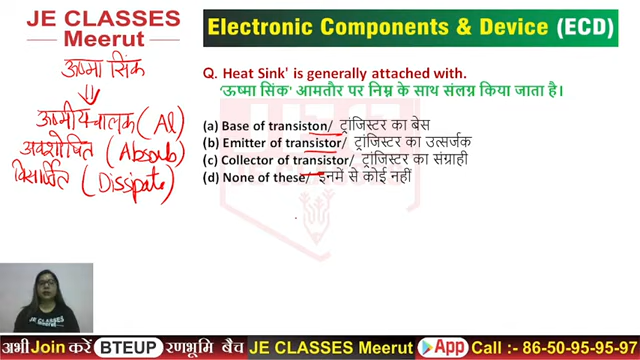 JE CLASSES
Meerut
Electronic Components & Device (ECD)
ऊष्मा सिंक
ऊष्मीय चालक (Al)
अवशोषित (Absorb)
विसर्जित (Dissipate)
Q. Heat Sink' is generally attached with.
‘ऊष्मा सिंक’ आमतौर पर निम्न के साथ संलग्न किया जाता है।
(a) Base of transiston/ ट्रांजिस्टर का बेस
(b) Emitter of transistor/ ट्रांजिस्टर का उत्सर्जक
(c) Collector of transistor/ ट्रांजिस्टर का संग्राही
(d) None of these/ इनमें से कोई नहीं
JE CLASSES
अभी Join करें BTEUP रणभूमि बैच JE CLASSES Meerut App Call :- 86-50-95-95-97